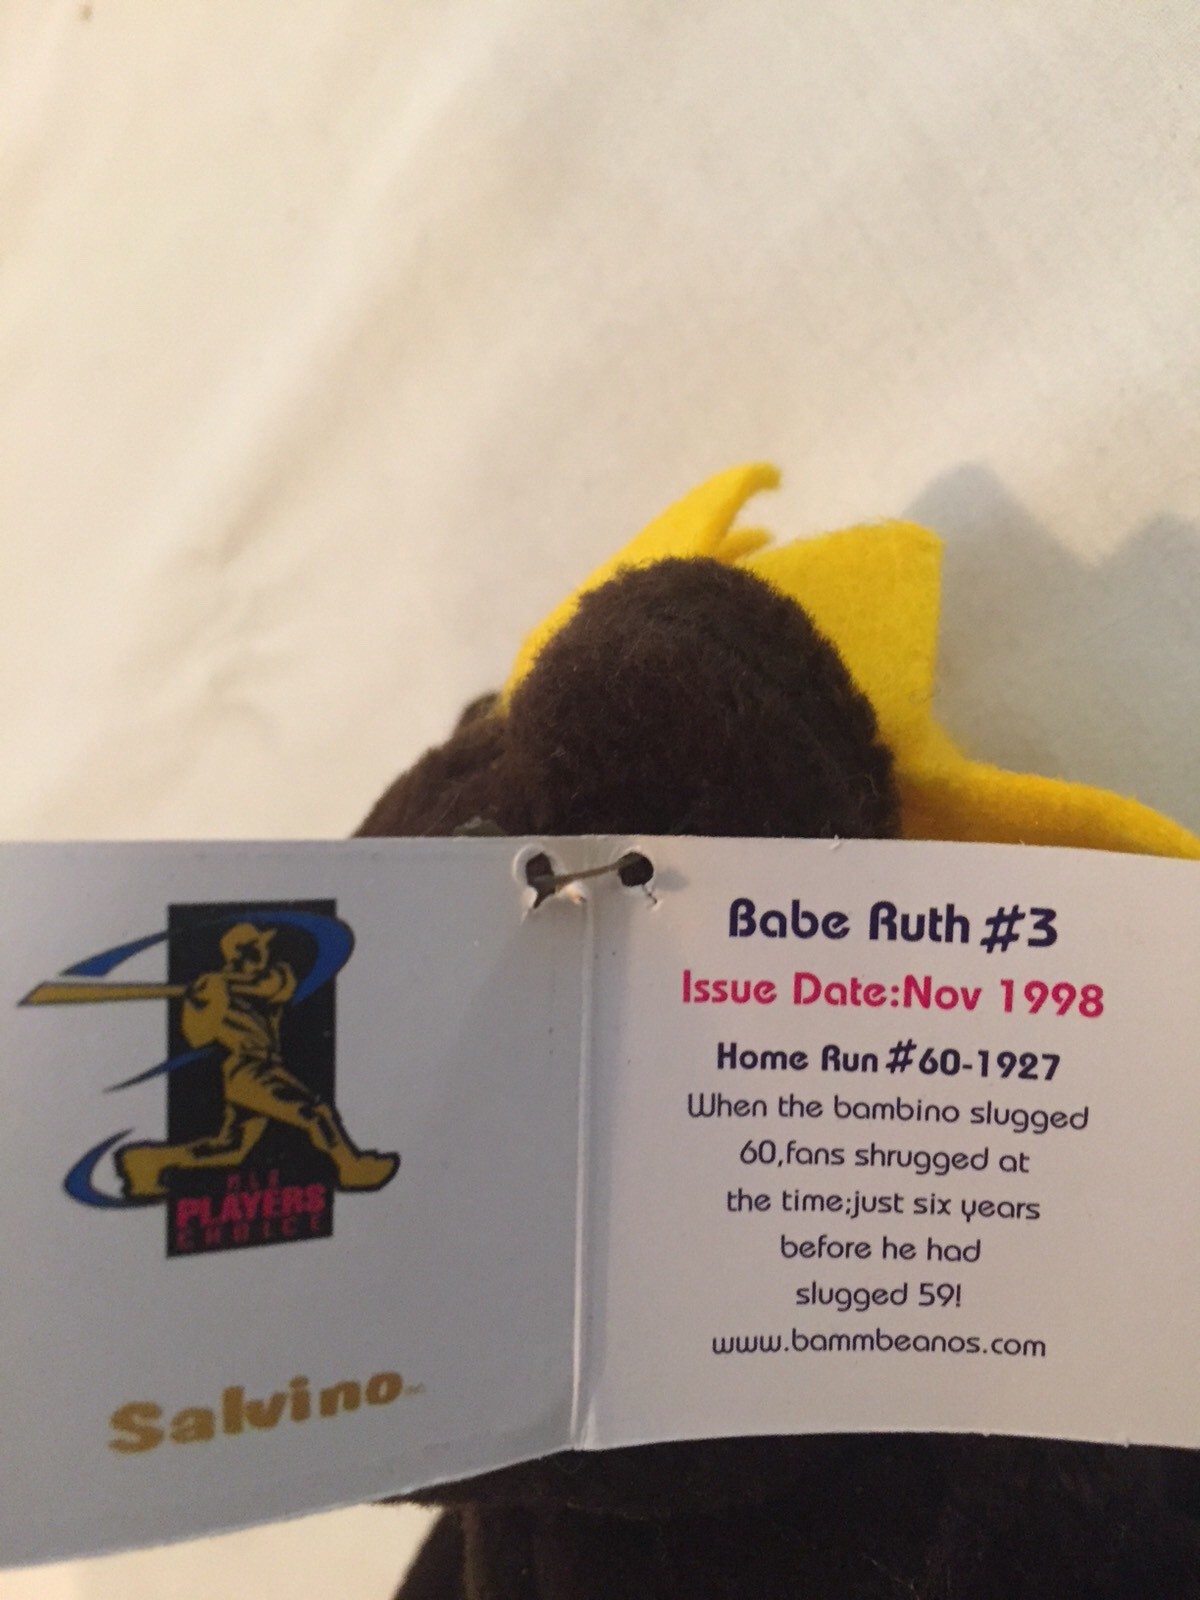 MLB
PLAYERS
CHOICE
Salvino
Babe Ruth #3
Issue Date:Nov 1998
Home Run #60-1927
When the bambino slugged
60,fans shrugged at
the time;just six years
before he had
slugged 59!
www.bammbeanos.com